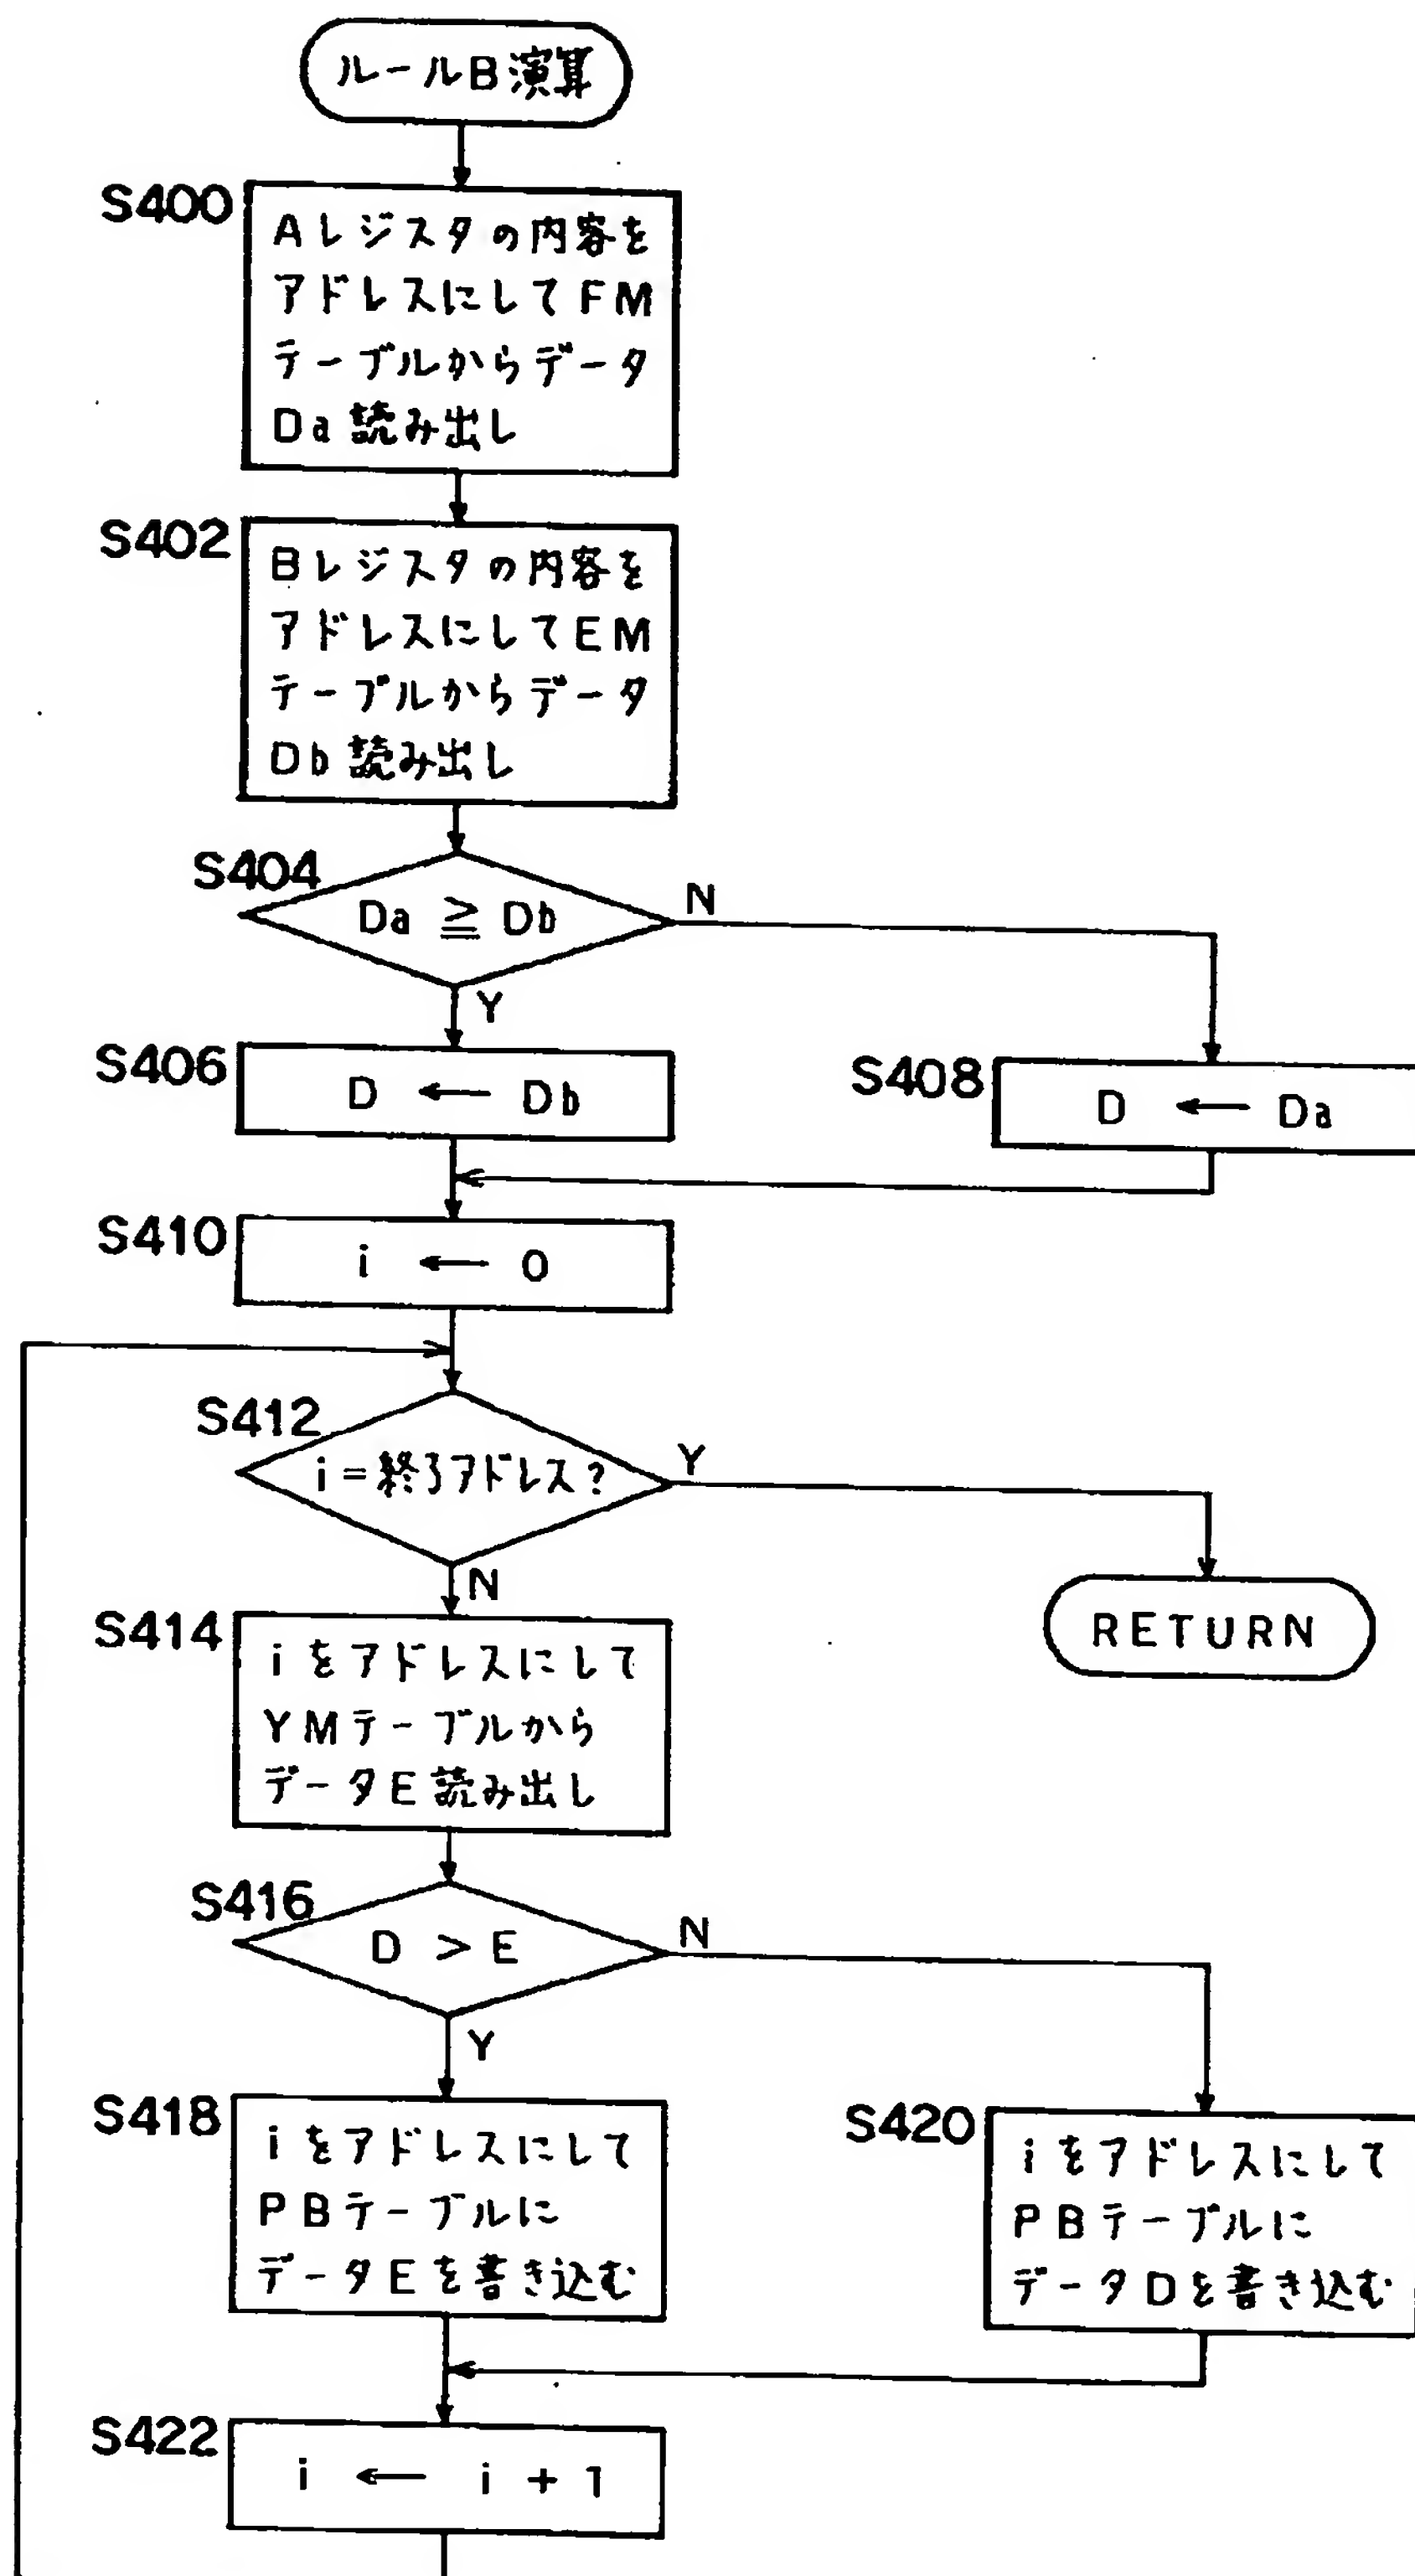 ルールB演算
S400
Aレジスタの内容を
アドレスにしてFM
テーブルからデータ
Da読み出し
S402
Bレジスタの内容を
アドレスにしてEM
テーブルからデータ
Db読み出し
S404
Da ≧ Db
N
Y
S406
D ← Db
S408
D ← Da
S410
i ← 0
S412
i=終了アドレス?
Y
N
RETURN
S414
iをアドレスにして
YMテーブルから
データE読み出し
S416
D > E
N
Y
S418
iをアドレスにして
PBテーブルに
データEを書き込む
S420
iをアドレスにして
PBテーブルに
データDを書き込む
S422
i ← i + 1